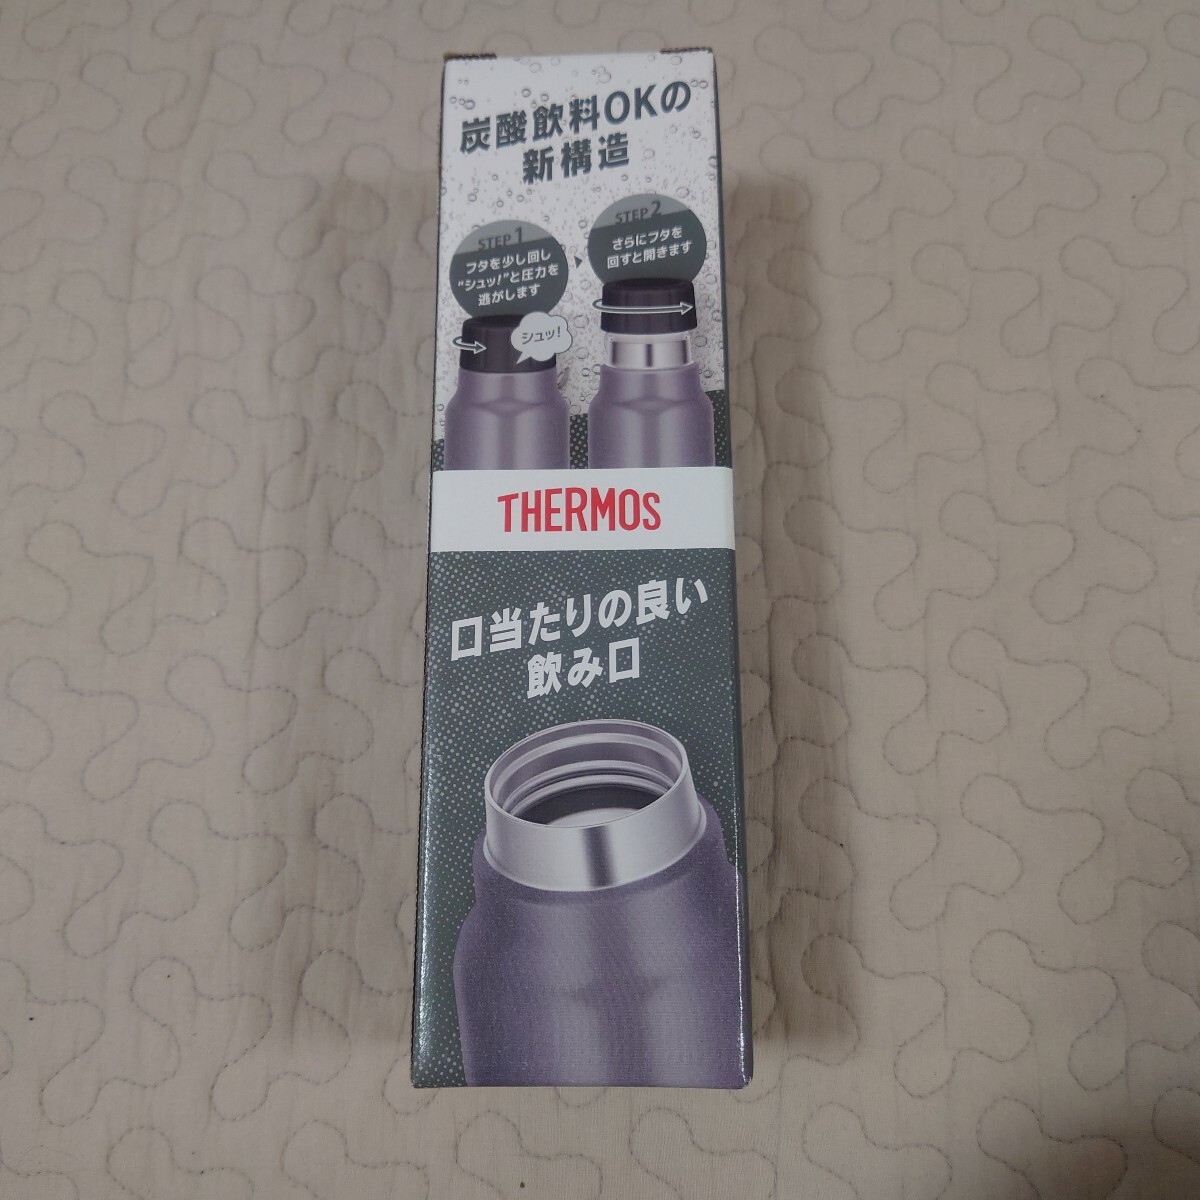 炭酸飲料OKの
新構造
STEP 1
フタを少し回し
"シュッ!"と圧力を
逃がします
シュッ!
STEP 2
さらにフタを
回すと開きます
THERMOS
口当たりの良い
飲み口